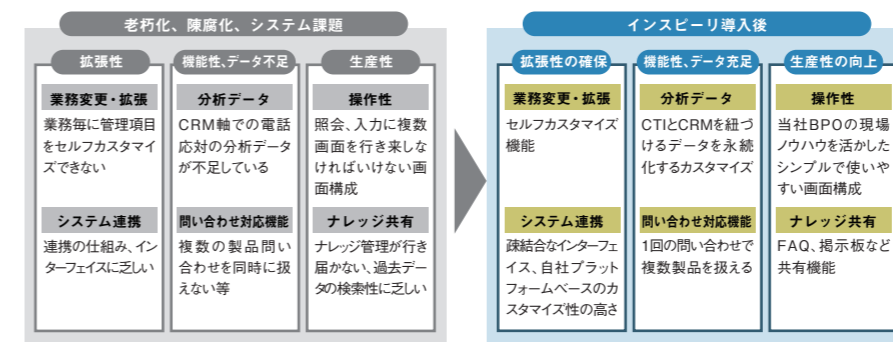 老朽化、陳腐化、システム課題
拡張性
業務変更・拡張
業務毎に管理項目
をセルフカスタマイ
ズできない
システム連携
連携の仕組み、イン
ターフェイスに乏しい
機能性、データ不足
分析データ
CRM軸での電話
応対の分析データ
が不足している
問い合わせ対応機能
複数の製品問い
合わせを同時に扱
えない等
生産性
操作性
照会、入力に複数
画面を行き来しな
ければいけない画
面構成
ナレッジ共有
ナレッジ管理が行き
届かない、過去デー
タの検索性に乏しい
インスピーリ導入後
拡張性の確保
業務変更・拡張
セルフカスタマイズ
機能
システム連携
疎結合なインターフェ
イス、自社プラット
フォームベースのカ
スタマイズ性の高さ
機能性、データ充足
分析データ
CTIとCRMを紐づ
けるデータを永続
化するカスタマイズ
問い合わせ対応機能
1回の問い合わせで
複数製品を扱える
生産性の向上
操作性
当社BPOの現場
ノウハウを活かした
シンプルで使いや
すい画面構成
ナレッジ共有
FAQ、掲示板など
共有機能